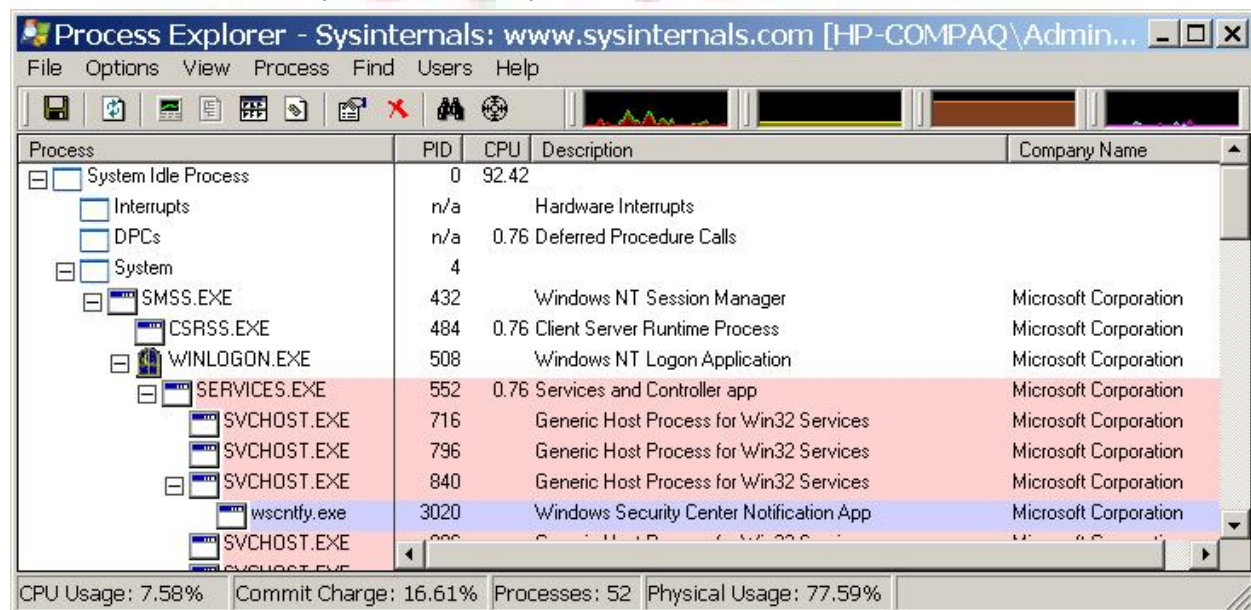 Process Explorer - Sysinternals: www.sysinternals.com [HP-COMPAQ\Admin...
File Options View Process Find Users Help
Process PID CPU Description Company Name
System Idle Process 0 92.42
Interrupts n/a Hardware Interrupts
DPCs n/a 0.76 Deferred Procedure Calls
System 4
SMSS.EXE 432 Windows NT Session Manager Microsoft Corporation
CSRSS.EXE 484 0.76 Client Server Runtime Process Microsoft Corporation
WINLOGON.EXE 508 Windows NT Logon Application Microsoft Corporation
SERVICES.EXE 552 0.76 Services and Controller app Microsoft Corporation
SVCHOST.EXE 716 Generic Host Process for Win32 Services Microsoft Corporation
SVCHOST.EXE 796 Generic Host Process for Win32 Services Microsoft Corporation
SVCHOST.EXE 840 Generic Host Process for Win32 Services Microsoft Corporation
wscntfy.exe 3020 Windows Security Center Notification App Microsoft Corporation
SVCHOST.EXE
CPU Usage: 7.58% Commit Charge: 16.61% Processes: 52 Physical Usage: 77.59%